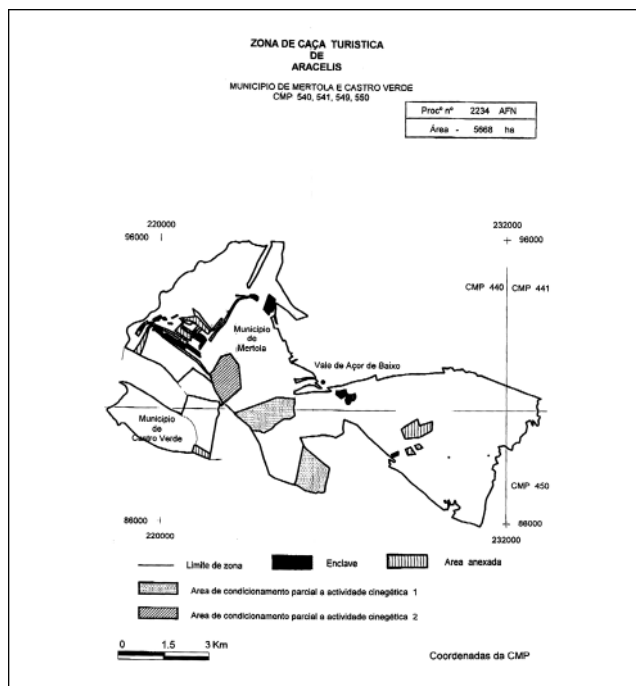 ZONA DE CAÇA TURISTICA
DE
ARACELIS
MUNICIPIO DE MERTOLA E CASTRO VERDE
CMP 540, 541, 549, 550
Procº nº 2234 AFN
Área - 5668 ha
220000
232000
96000
96000
CMP 440
CMP 441
Municipio
de
Mertola
Vale de Açor de Baixo
Municipio
de
Castro Verde
CMP 450
86000
86000
220000
232000
Limite de zona
Enclave
Area anexada
Area de condicionamento parcial a actividade cinegética 1
Area de condicionamento parcial a actividade cinegética 2
0 1.5 3 Km
Coordenadas da CMP